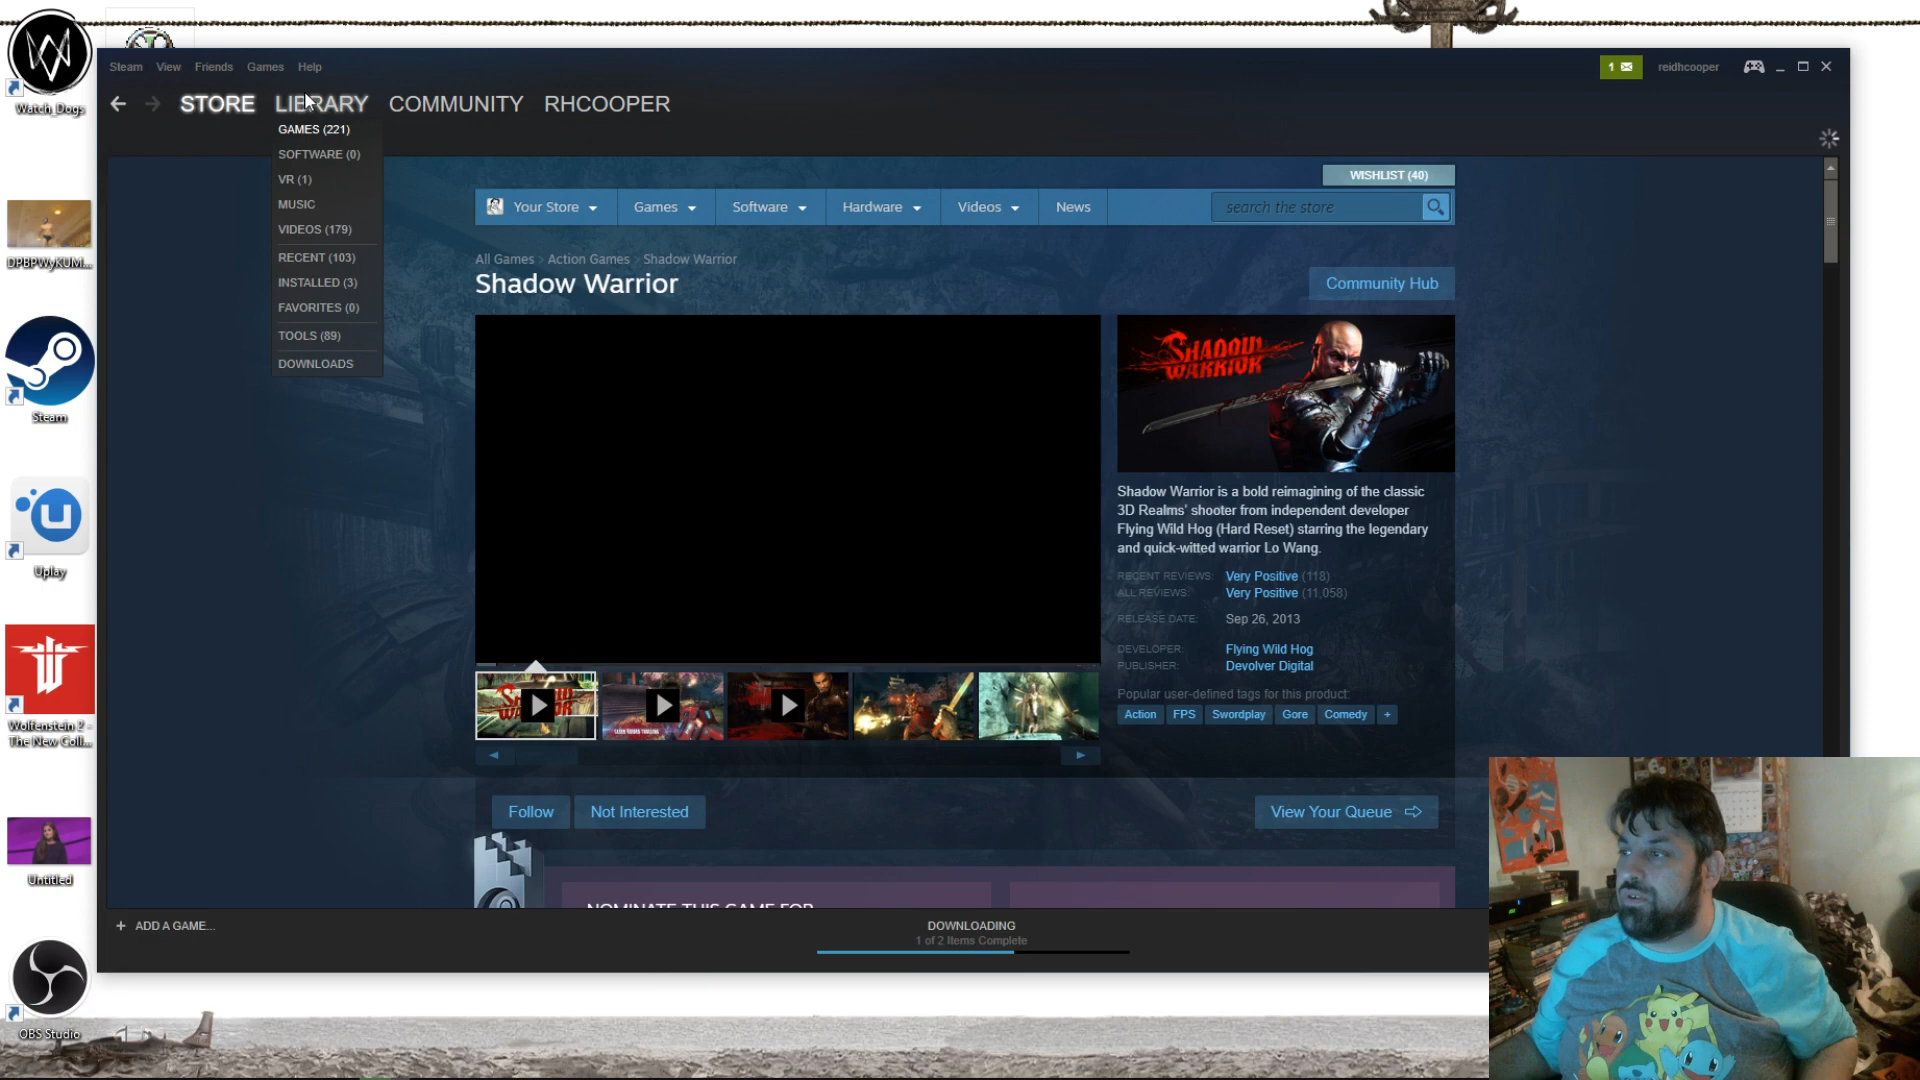 Steam View Friends Games Help
1
reidhcooper
STORE LIBRARY COMMUNITY RHCOOPER
GAMES (221)
SOFTWARE (0)
VR (1)
MUSIC
VIDEOS (179)
RECENT (103)
INSTALLED (3)
FAVORITES (0)
TOOLS (89)
DOWNLOADS
WISHLIST (40)
Your Store Games Software Hardware Videos News
search the store
All Games > Action Games > Shadow Warrior
Shadow Warrior
Community Hub
SHADOW
WARRIOR
Shadow Warrior is a bold reimagining of the classic
3D Realms' shooter from independent developer
Flying Wild Hog (Hard Reset) starring the legendary
and quick-witted warrior Lo Wang.
RECENT REVIEWS: Very Positive (118)
ALL REVIEWS: Very Positive (11,058)
RELEASE DATE: Sep 26, 2013
DEVELOPER: Flying Wild Hog
PUBLISHER: Devolver Digital
Popular user-defined tags for this product:
Action FPS Swordplay Gore Comedy +
Follow Not Interested
View Your Queue
NOMINATE THIS GAME FOR
+ ADD A GAME...
DOWNLOADING
1 of 2 Items Complete
Watch_Dogs
DPBPWyKUM...
Steam
Uplay
Wolfenstein 2 -
The New Coll...
Untitled
OBS Studio